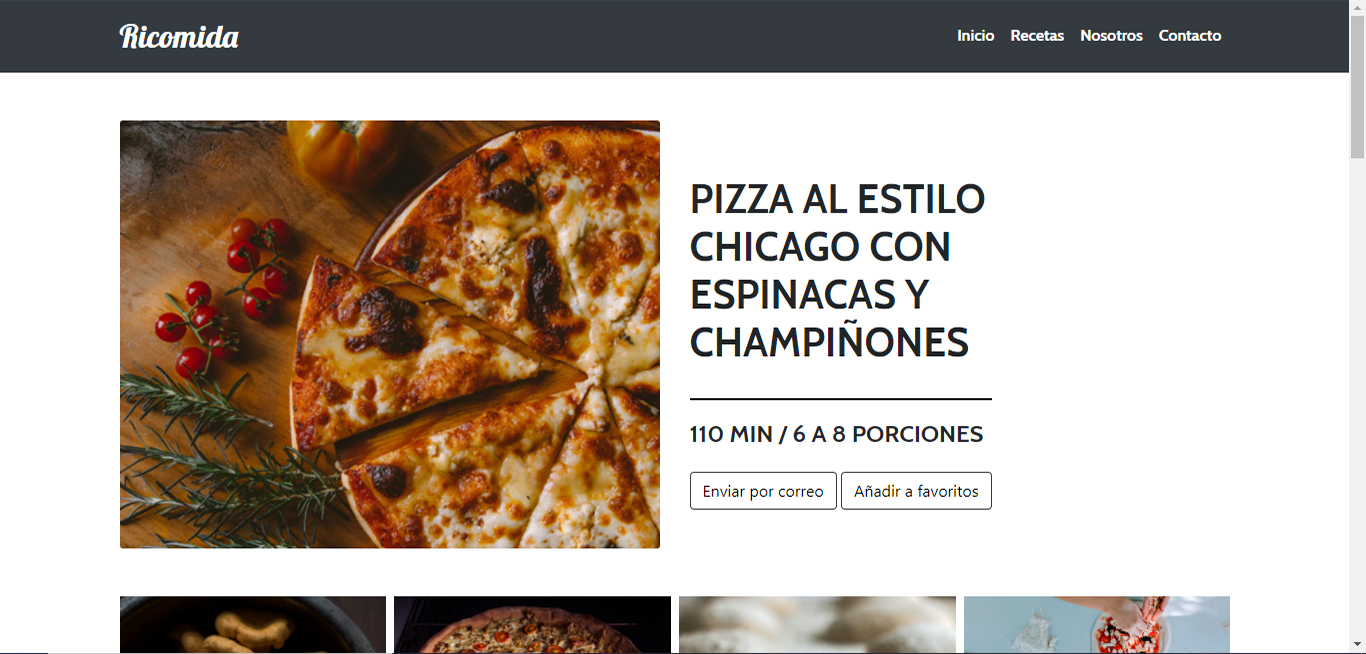 Ricomida
Inicio Recetas Nosotros Contacto
PIZZA AL ESTILO
CHICAGO CON
ESPINACAS Y
CHAMPIÑONES
110 MIN / 6 A 8 PORCIONES
Enviar por correo Añadir a favoritos